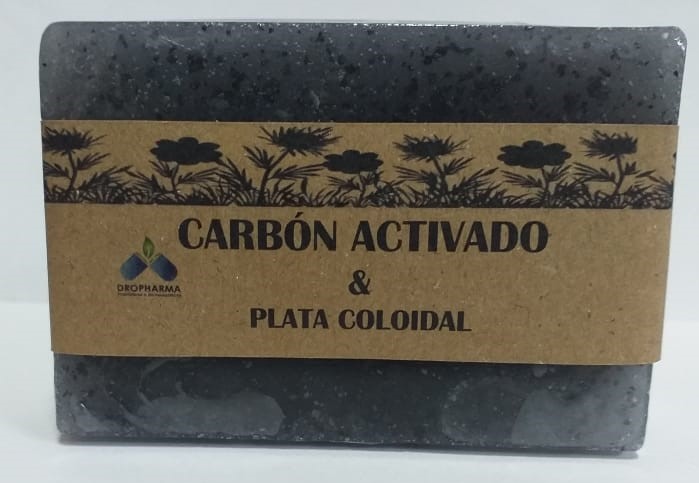 CARBÓN ACTIVADO
&
PLATA COLOIDAL
DROPHARMA